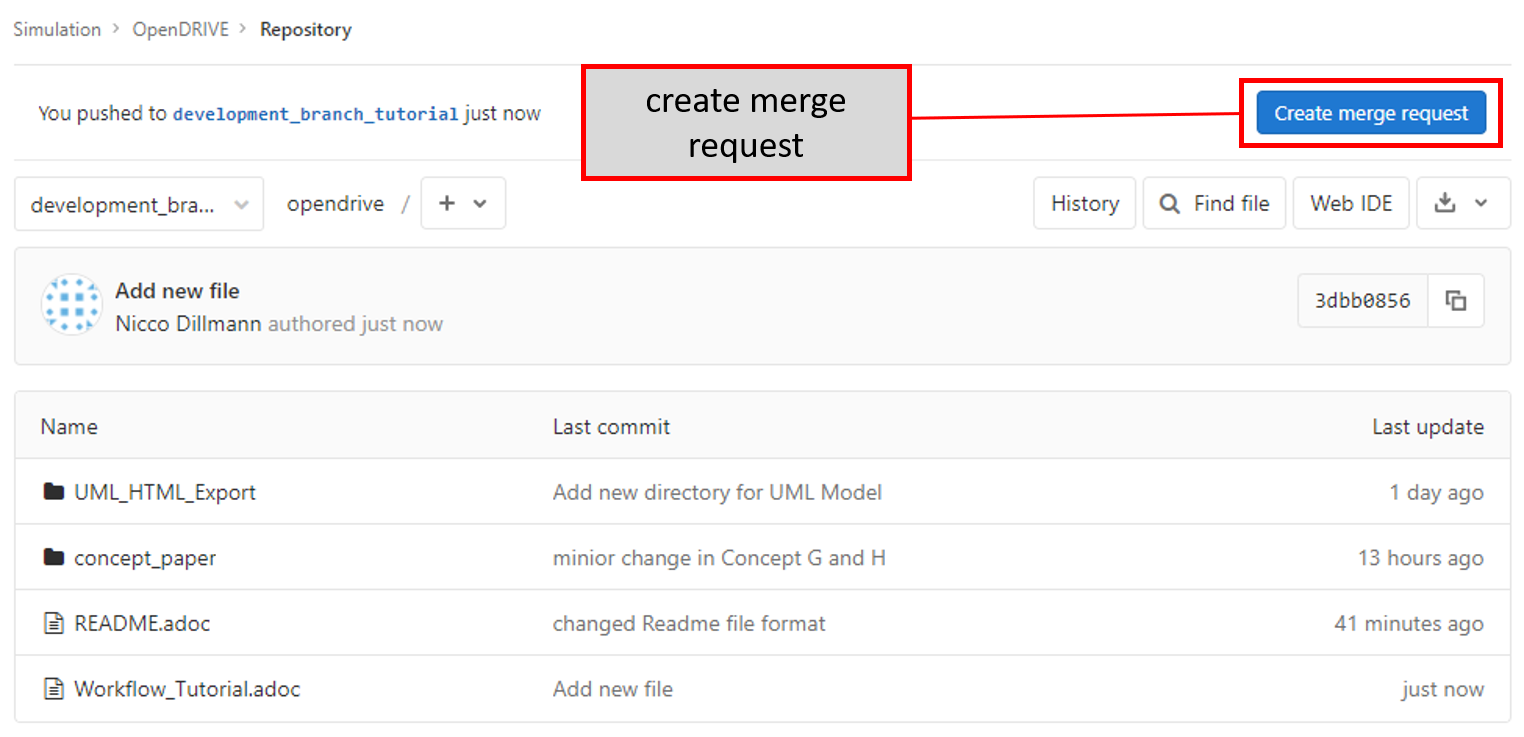 Simulation > OpenDRIVE > Repository
You pushed to development_branch_tutorial just now
create merge
request
Create merge request
development_bra... opendrive / +
History Find file Web IDE
Add new file
Nicco Dillmann authored just now
3dbb0856
Name Last commit Last update
UML_HTML_Export Add new directory for UML Model 1 day ago
concept_paper minior change in Concept G and H 13 hours ago
README.adoc changed Readme file format 41 minutes ago
Workflow_Tutorial.adoc Add new file just now